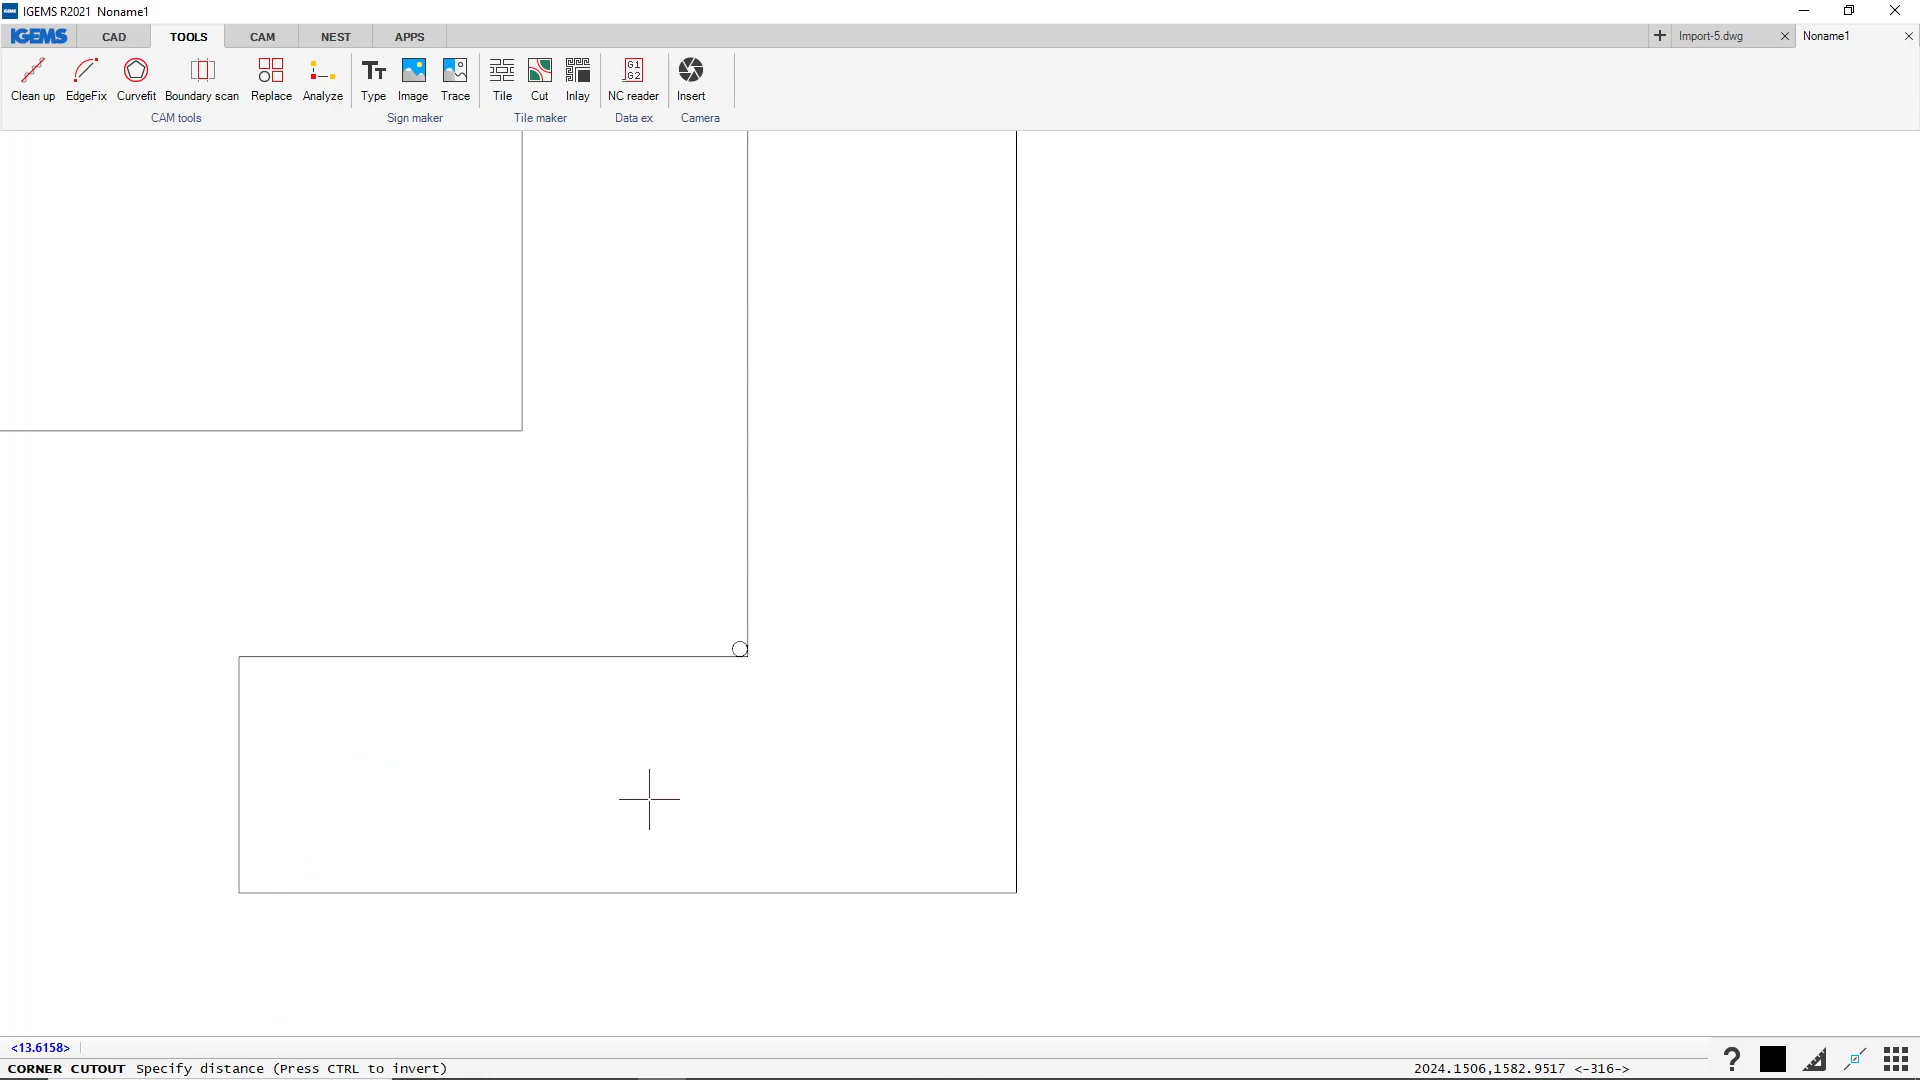 IGEMS R2021 Noname1
IGEMS CAD TOOLS CAM NEST APPS + Import-5.dwg Noname1
G1
G2
Clean up EdgeFix Curvefit Boundary scan Replace Analyze Type Image Trace Tile Cut Inlay NC reader Insert
CAM tools Sign maker Tile maker Data ex Camera
<13.6158>
CORNER CUTOUT Specify distance (Press CTRL to invert) 2024.1506,1582.9517 <-316->